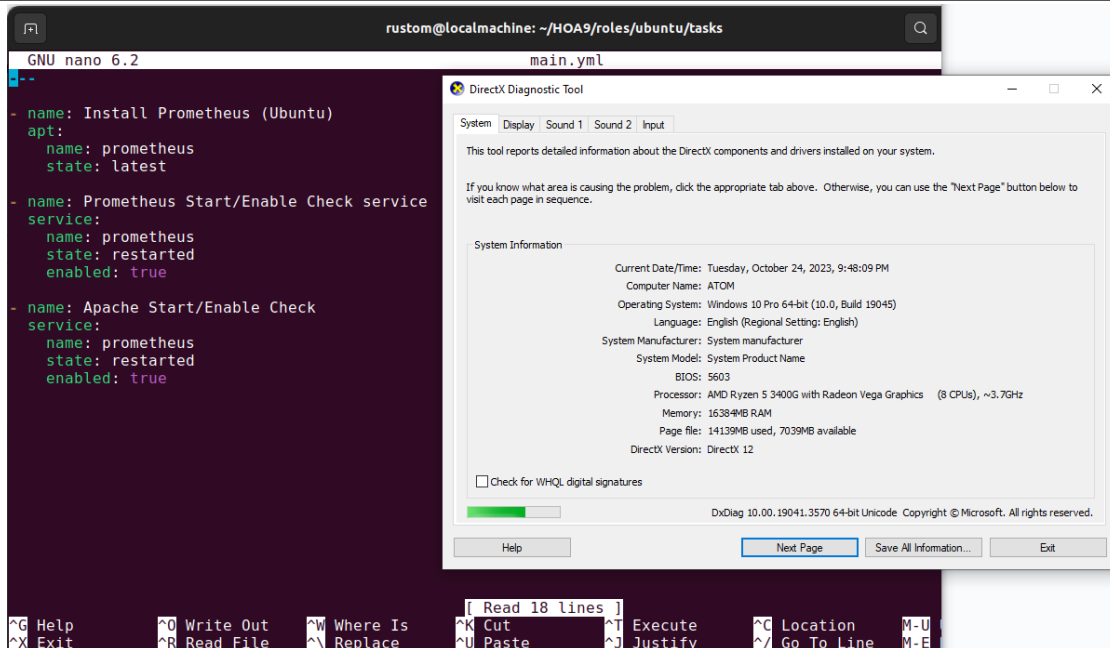 rustom@localmachine: ~/HOA9/roles/ubuntu/tasks
GNU nano 6.2 main.yml
---
- name: Install Prometheus (Ubuntu)
apt:
name: prometheus
state: latest
- name: Prometheus Start/Enable Check service
service:
name: prometheus
state: restarted
enabled: true
- name: Apache Start/Enable Check
service:
name: prometheus
state: restarted
enabled: true
[ Read 18 lines ]
^G Help ^O Write Out ^W Where Is ^K Cut ^T Execute ^C Location M-U
^X Exit ^R Read File ^\ Replace ^U Paste ^J Justify ^/ Go To Line M-E
DirectX Diagnostic Tool
System Display Sound 1 Sound 2 Input
This tool reports detailed information about the DirectX components and drivers installed on your system.
If you know what area is causing the problem, click the appropriate tab above. Otherwise, you can use the "Next Page" button below to
visit each page in sequence.
System Information
Current Date/Time: Tuesday, October 24, 2023, 9:48:09 PM
Computer Name: ATOM
Operating System: Windows 10 Pro 64-bit (10.0, Build 19045)
Language: English (Regional Setting: English)
System Manufacturer: System manufacturer
System Model: System Product Name
BIOS: 5603
Processor: AMD Ryzen 5 3400G with Radeon Vega Graphics (8 CPUs), ~3.7GHz
Memory: 16384MB RAM
Page file: 14139MB used, 7039MB available
DirectX Version: DirectX 12
Check for WHQL digital signatures
DxDiag 10.00.19041.3570 64-bit Unicode Copyright © Microsoft. All rights reserved.
Help Next Page Save All Information... Exit